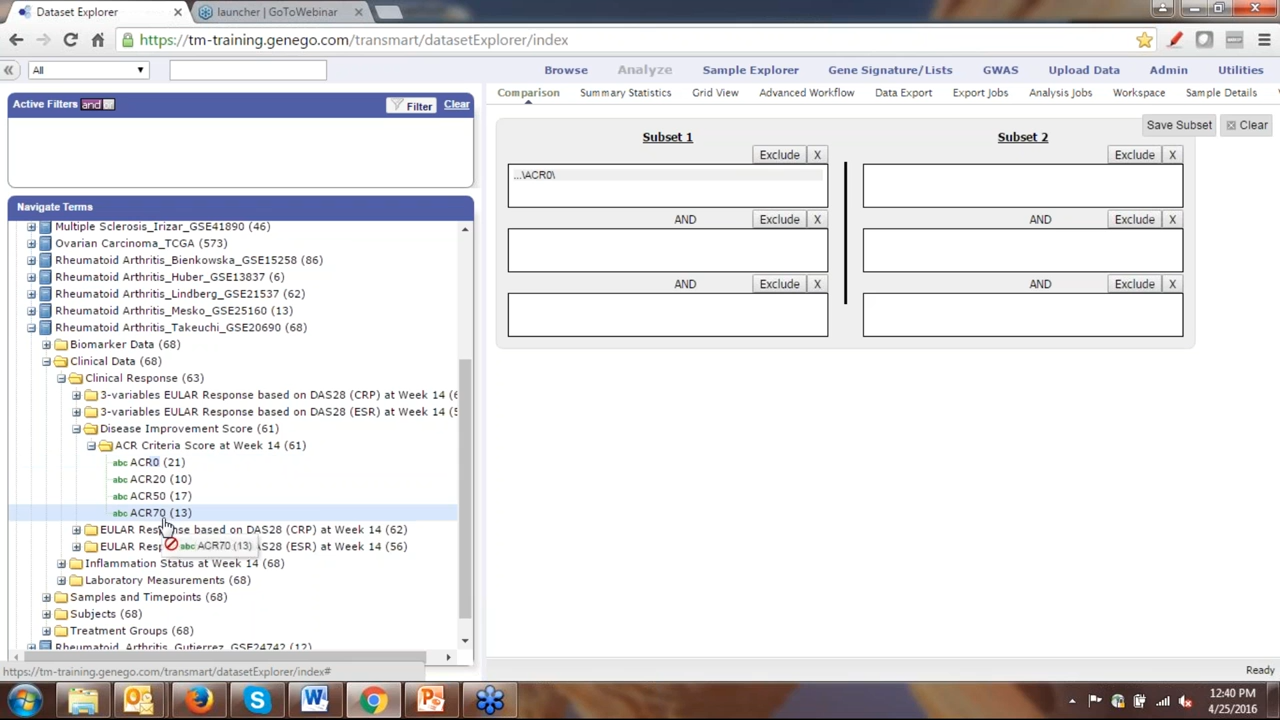 Dataset Explorer
launcher | GoToWebinar
https://tm-training.genego.com/transmart/datasetExplorer/index
All
Browse Analyze Sample Explorer Gene Signature/Lists GWAS Upload Data Admin Utilities
Active Filters and Filter Clear
Comparison Summary Statistics Grid View Advanced Workflow Data Export Export Jobs Analysis Jobs Workspace Sample Details
Save Subset Clear
Subset 1 Subset 2
Exclude X Exclude X
...\ACR0\
AND Exclude X AND Exclude X
AND Exclude X AND Exclude X
Navigate Terms
Multiple Sclerosis_Irizar_GSE41890 (46)
Ovarian Carcinoma_TCGA (573)
Rheumatoid Arthritis_Bienkowska_GSE15258 (86)
Rheumatoid Arthritis_Huber_GSE13837 (6)
Rheumatoid Arthritis_Lindberg_GSE21537 (62)
Rheumatoid Arthritis_Mesko_GSE25160 (13)
Rheumatoid Arthritis_Takeuchi_GSE20690 (68)
Biomarker Data (68)
Clinical Data (68)
Clinical Response (63)
3-variables EULAR Response based on DAS28 (CRP) at Week 14 (6
3-variables EULAR Response based on DAS28 (ESR) at Week 14 (5
Disease Improvement Score (61)
ACR Criteria Score at Week 14 (61)
abc ACR0 (21)
abc ACR20 (10)
abc ACR50 (17)
abc ACR70 (13)
EULAR Response based on DAS28 (CRP) at Week 14 (62)
EULAR Resp abc ACR70 (13) AS28 (ESR) at Week 14 (56)
Inflammation Status at Week 14 (68)
Laboratory Measurements (68)
Samples and Timepoints (68)
Subjects (68)
Treatment Groups (68)
Rheumatoid_Arthritis_Gutierrez_GSE24742 (12)
https://tm-training.genego.com/transmart/datasetExplorer/index#
Ready
12:40 PM
4/25/2016